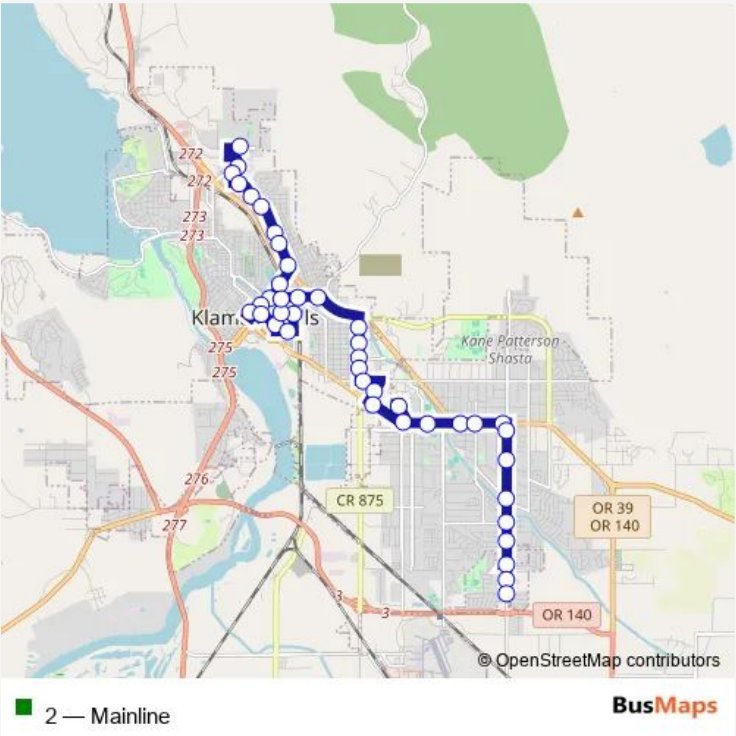 272
272
273
273
Klam
ls
Kane Patterson
Shasta
275
275
276
CR 875
277
OR 39
OR 140
3
3
OR 140
© OpenStreetMap contributors
2 — Mainline
BusMaps